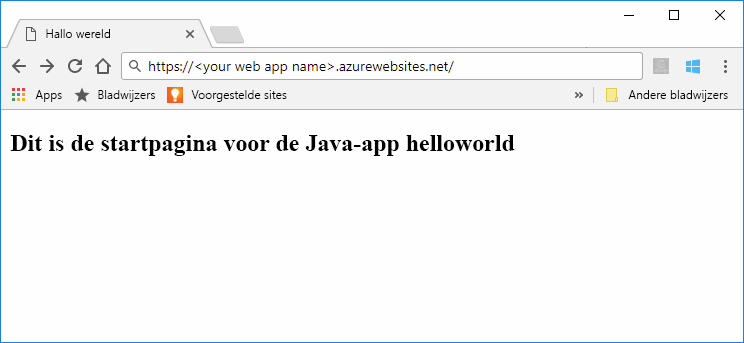 Hallo wereld
https://<your web app name>.azurewebsites.net/
Apps Bladwijzers Voorgestelde sites » Andere bladwijzers
Dit is de startpagina voor de Java-app helloworld